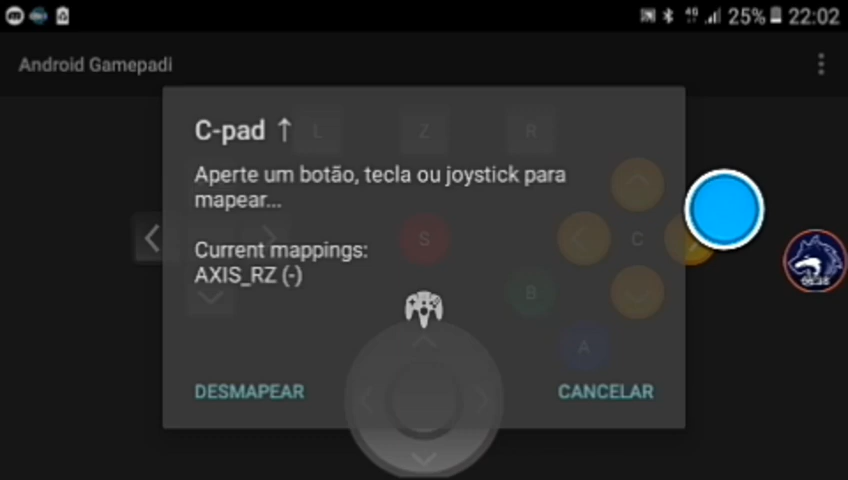 4G 25% 22:02
Android Gamepadi
C-pad ↑
L Z R
Aperte um botão, tecla ou joystick para
mapear...
S C
Current mappings:
AXIS_RZ (-)
B
A
DESMAPEAR CANCELAR